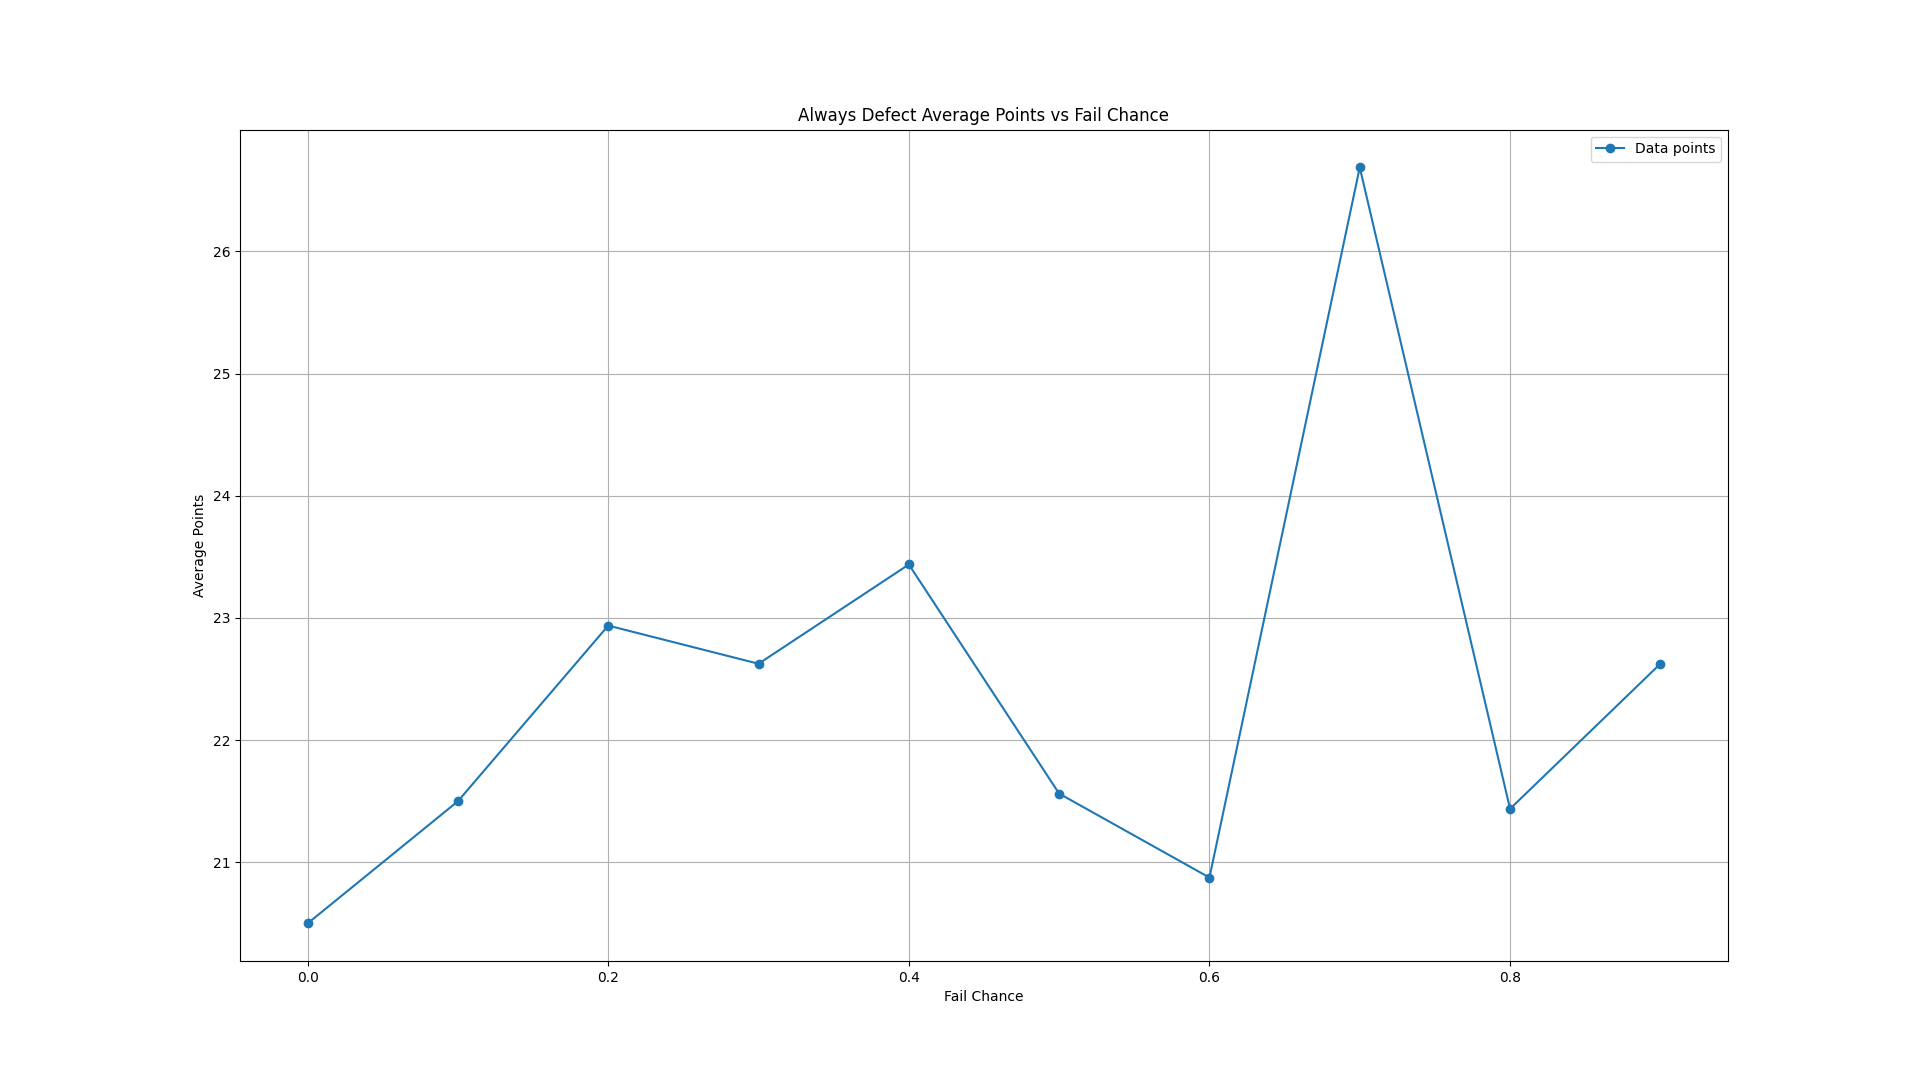 Always Defect Average Points vs Fail Chance
Data points
26
25
24
23
22
21
Average Points
0.0 0.2 0.4 0.6 0.8
Fail Chance